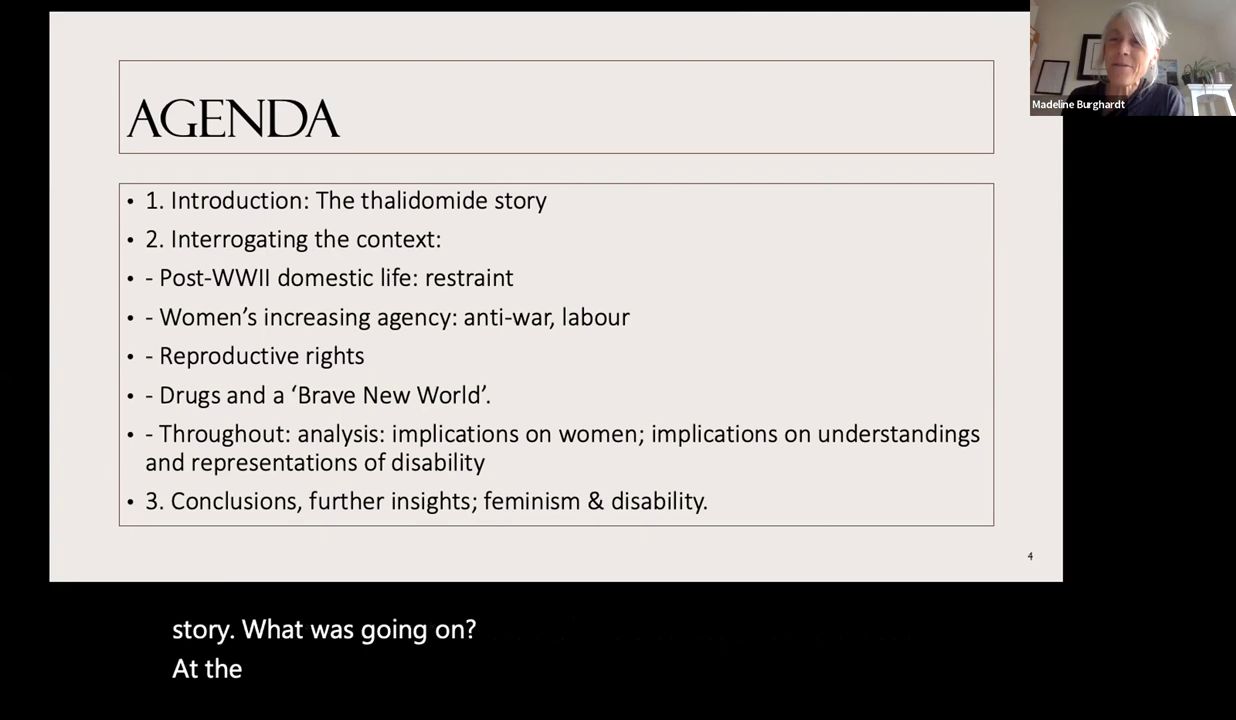 AGENDA
• 1. Introduction: The thalidomide story
• 2. Interrogating the context:
• - Post-WWII domestic life: restraint
• - Women’s increasing agency: anti-war, labour
• - Reproductive rights
• - Drugs and a ‘Brave New World’.
• - Throughout: analysis: implications on women; implications on understandings
and representations of disability
• 3. Conclusions, further insights; feminism & disability.
4
Madeline Burghardt
story. What was going on?
At the